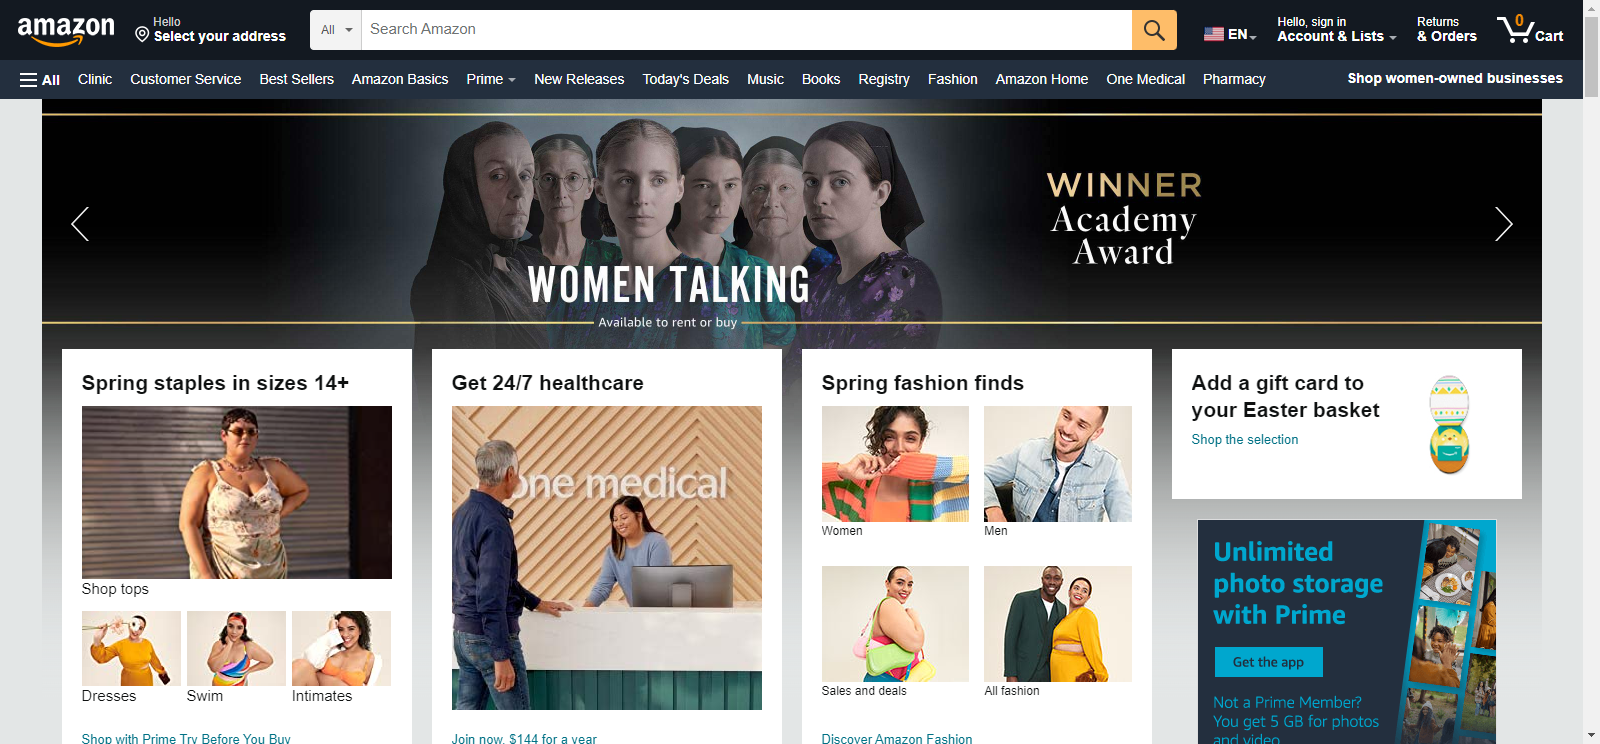 amazon
Hello
Select your address
All
Search Amazon
EN
Hello, sign in
Account & Lists
Returns
& Orders
0
Cart
All
Clinic
Customer Service
Best Sellers
Amazon Basics
Prime
New Releases
Today's Deals
Music
Books
Registry
Fashion
Amazon Home
One Medical
Pharmacy
Shop women-owned businesses
WINNER
Academy
Award
WOMEN TALKING
Available to rent or buy
Spring staples in sizes 14+
Shop tops
Dresses
Swim
Intimates
Shop with Prime Try Before You Buy
Get 24/7 healthcare
one medical
Join now, $144 for a year
Spring fashion finds
Women
Men
Sales and deals
All fashion
Discover Amazon Fashion
Add a gift card to
your Easter basket
Shop the selection
Unlimited
photo storage
with Prime
Get the app
Not a Prime Member?
You get 5 GB for photos
and video